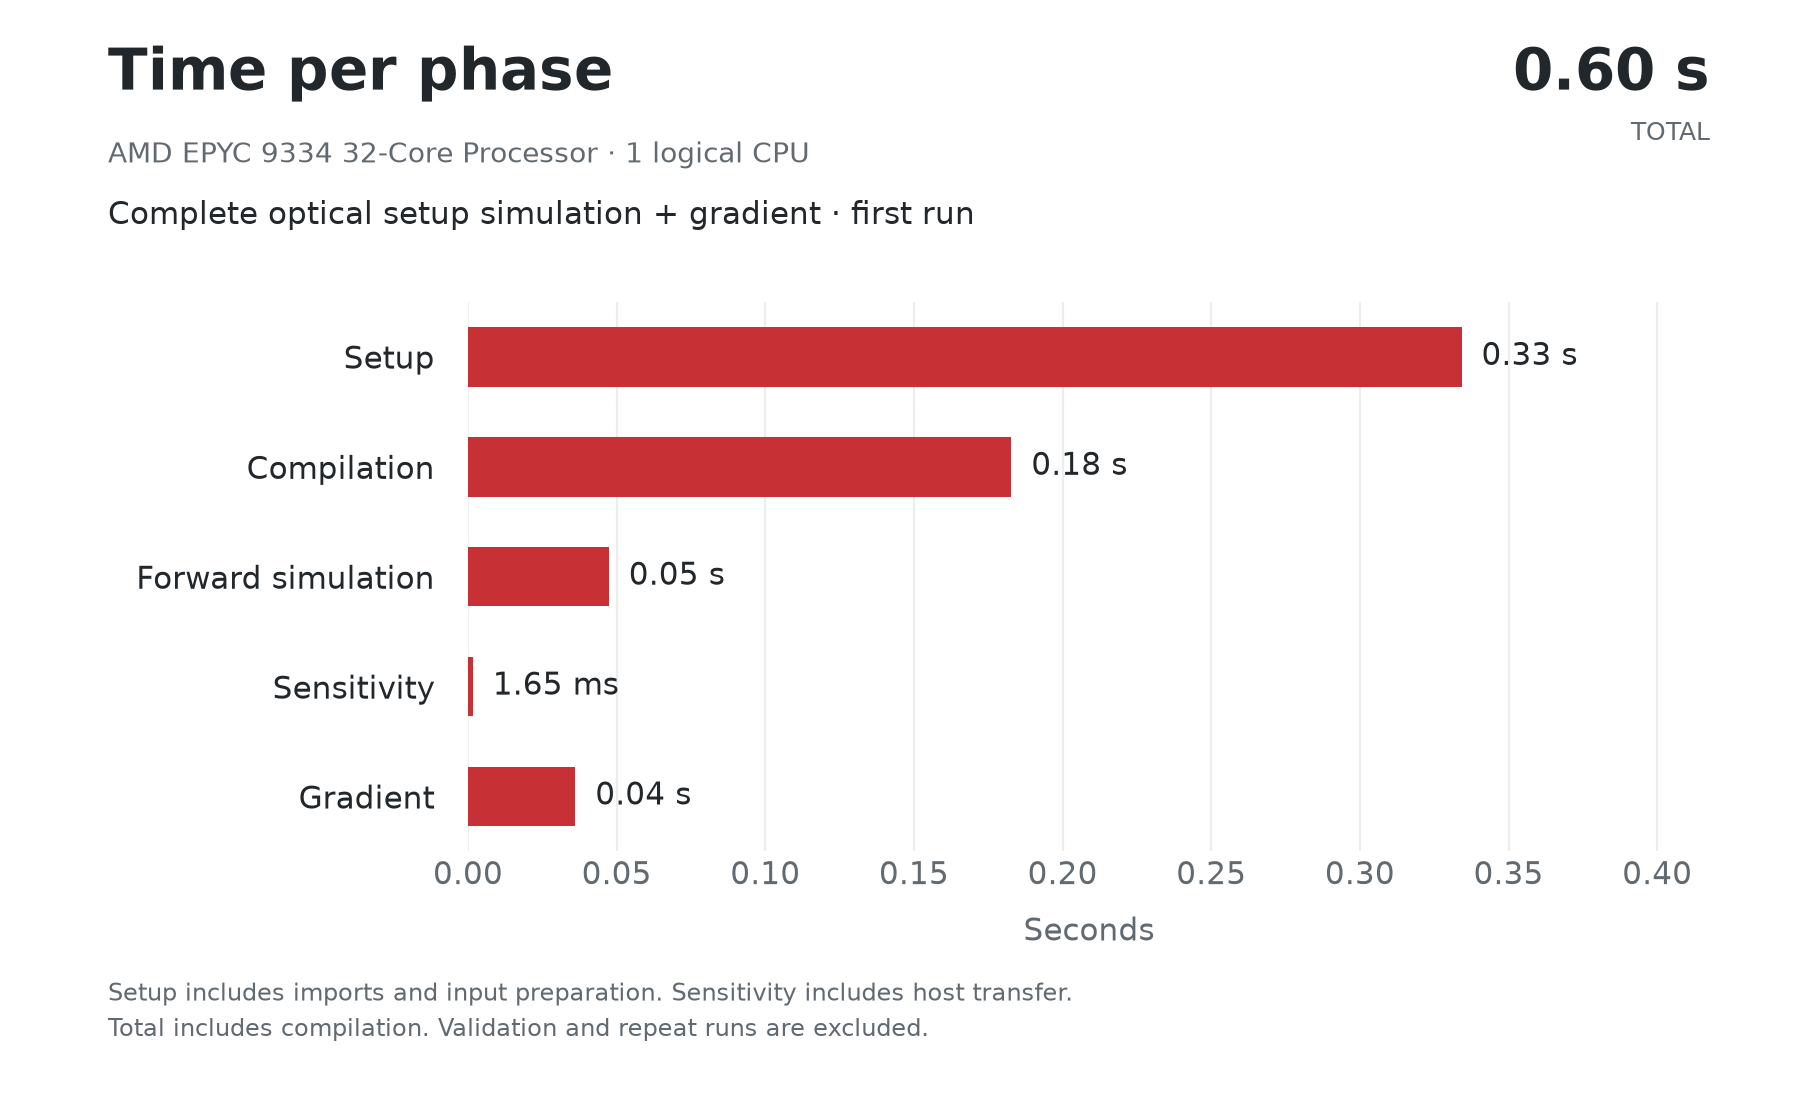 Time per phase
0.60 s
TOTAL
AMD EPYC 9334 32-Core Processor · 1 logical CPU
Complete optical setup simulation + gradient · first run
Setup
0.33 s
Compilation
0.18 s
Forward simulation
0.05 s
Sensitivity
1.65 ms
Gradient
0.04 s
0.00 0.05 0.10 0.15 0.20 0.25 0.30 0.35 0.40
Seconds
Setup includes imports and input preparation. Sensitivity includes host transfer.
Total includes compilation. Validation and repeat runs are excluded.